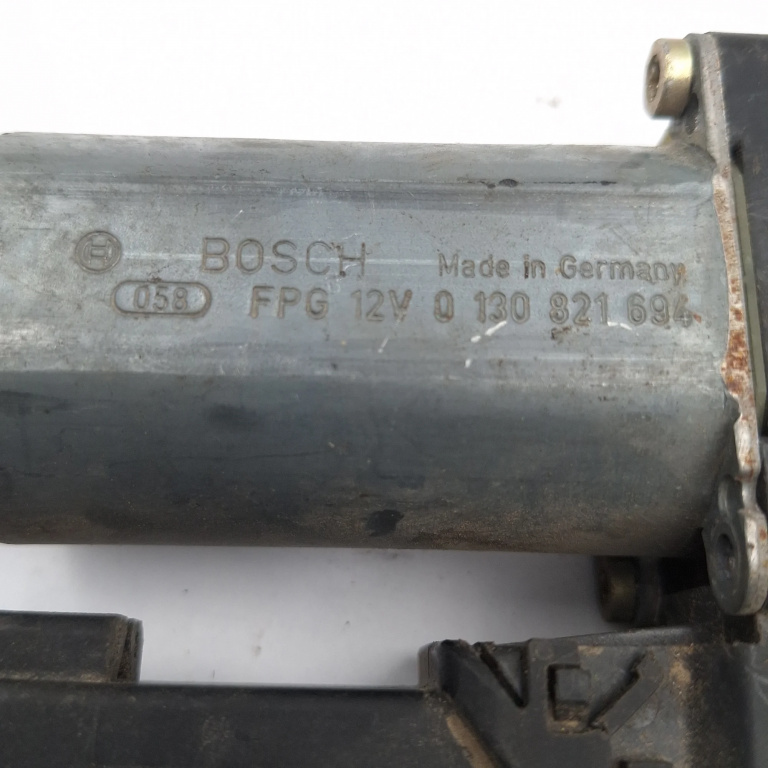 BOSCH Made in Germany
058 FPG 12V 0 130 821 694